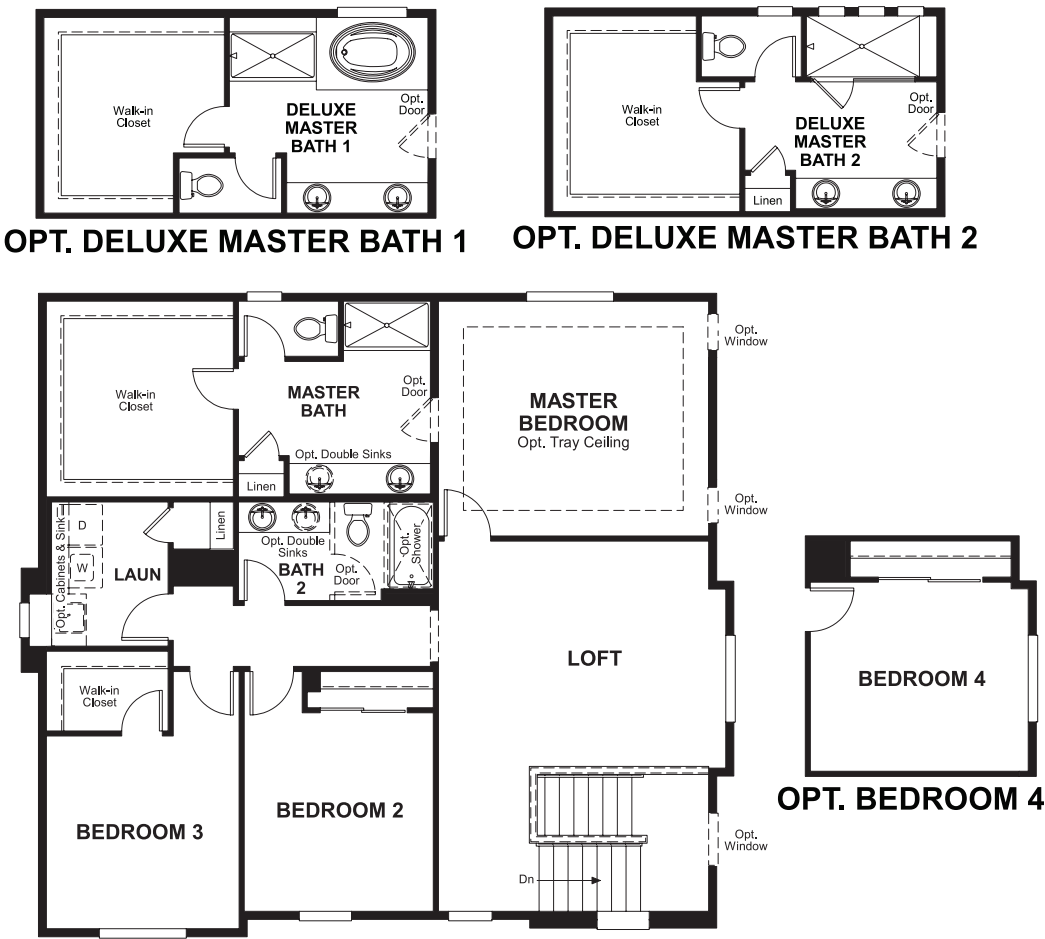 Walk-in
Closet
DELUXE
MASTER
BATH 1
Opt.
Door
OPT. DELUXE MASTER BATH 1
Walk-in
Closet
DELUXE
MASTER
BATH 2
Opt.
Door
Linen
OPT. DELUXE MASTER BATH 2
Walk-in
Closet
MASTER
BATH
Opt.
Door
Opt. Double Sinks
Linen
MASTER
BEDROOM
Opt. Tray Ceiling
Opt.
Window
Opt.
Window
Opt. Cabinets & Sink
D
W
LAUN
Linen
Opt. Double
Sinks
BATH
2
Opt.
Door
Opt.
Shower
LOFT
Walk-in
Closet
BEDROOM 3
BEDROOM 2
Dn
Opt.
Window
BEDROOM 4
OPT. BEDROOM 4